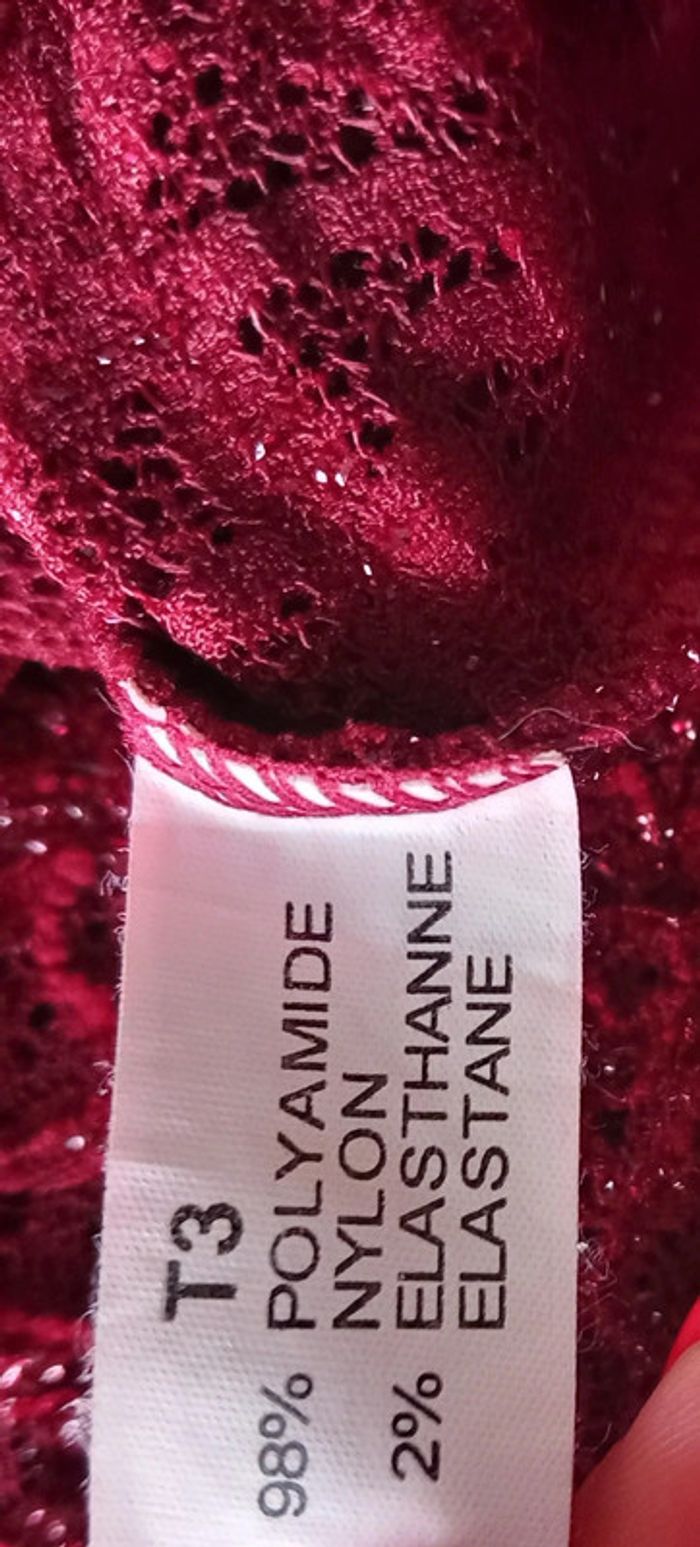 T3
98% POLYAMIDE
NYLON
2% ELASTHANNE
ELASTANE